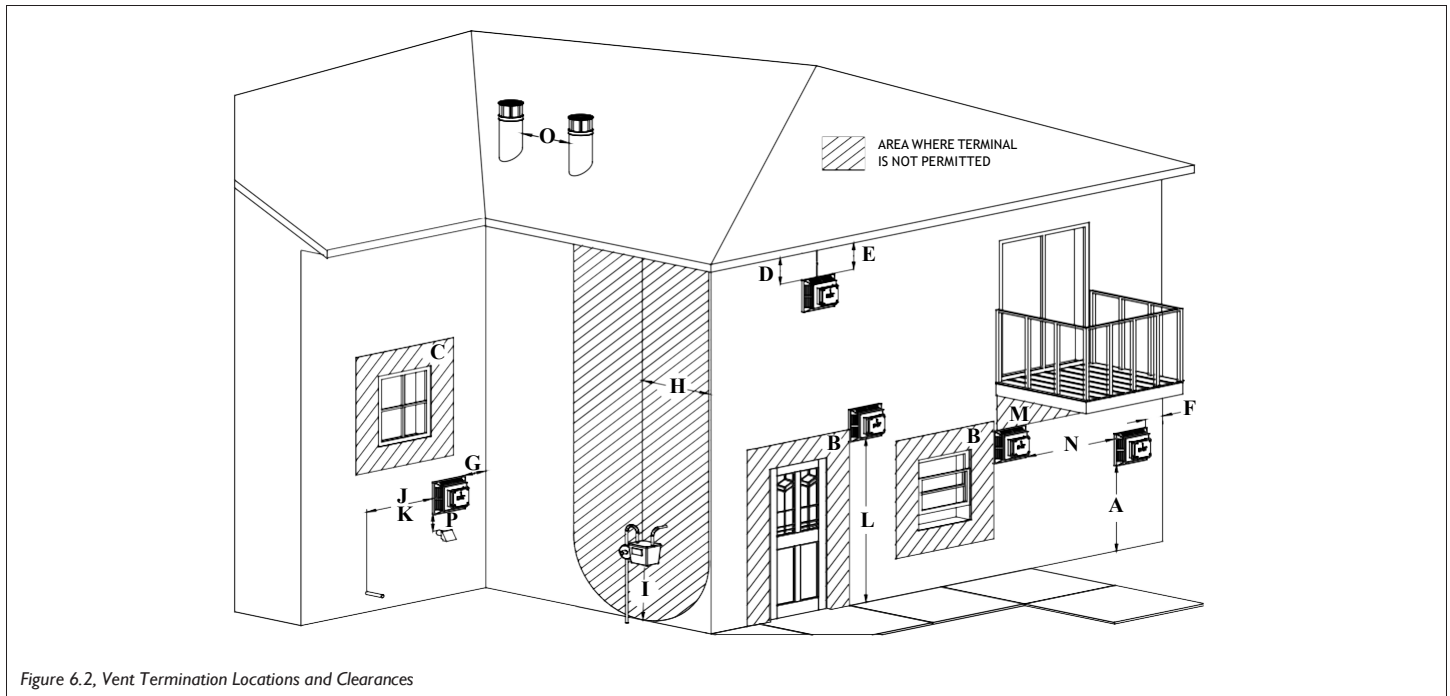 O
AREA WHERE TERMINAL
IS NOT PERMITTED
D
E
C
H
F
M
B
B
N
G
J
K
P
L
A
I
Figure 6.2, Vent Termination Locations and Clearances